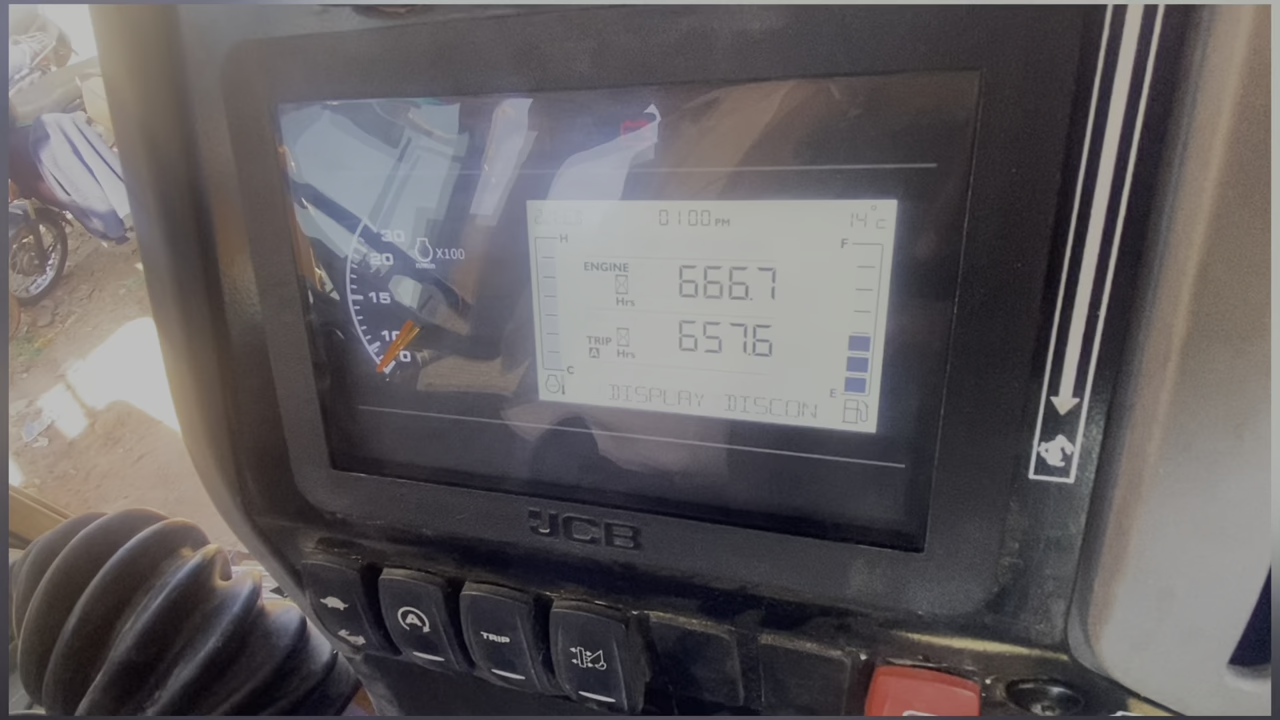 01:00 PM 14 °C
H F
30
20 X100
ENGINE 666.7
Hrs
15
TRIP 657.6
A Hrs
10
0
C E
DISPLAY DISCON
JCB
A TRIP